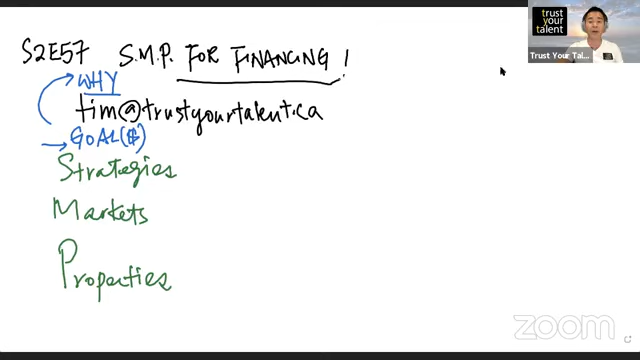 S2E57 S.M.P. FOR FINANCING!
WHY
tim@trustyourtalent.ca
GOAL($)
Strategies
Markets
Properties
trust
your
talent
Trust Your Tal...
zoom